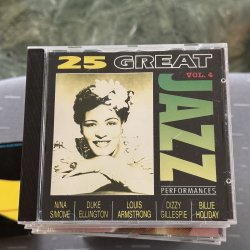 25 GREAT
VOL. 4
JAZZ
PERFORMANCES
NINA SIMONE
DUKE ELLINGTON
LOUIS ARMSTRONG
DIZZY GILLESPIE
BILLIE HOLIDAY